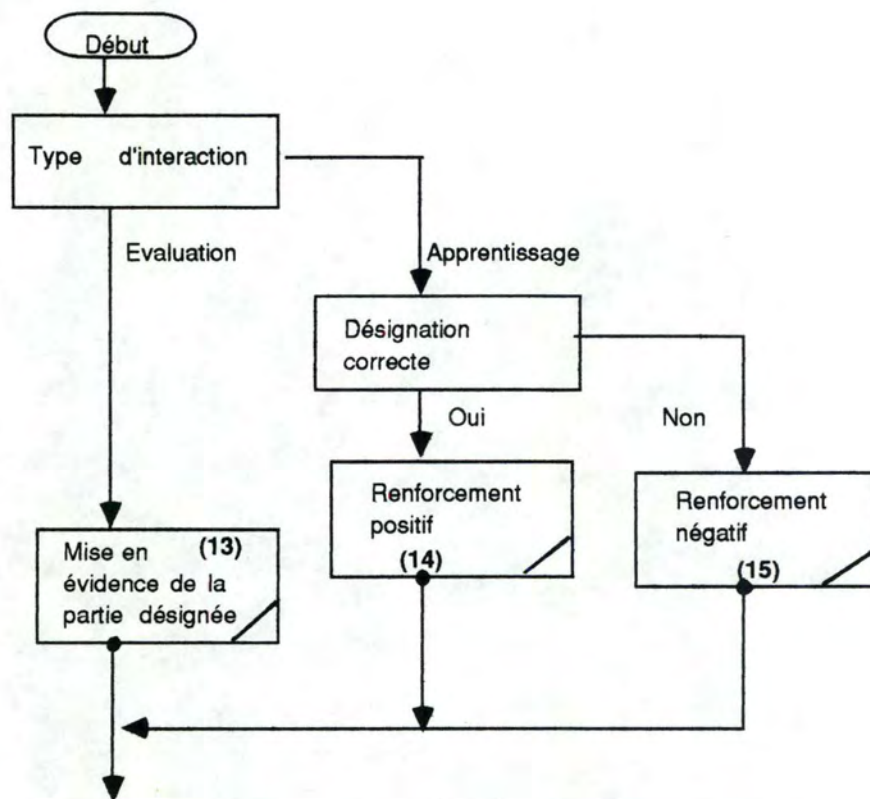 Début
Type d'interaction
Evaluation
Apprentissage
Désignation
correcte
Oui
Non
Renforcement
positif
(14)
Renforcement
négatif
(15)
Mise en (13)
évidence de la
partie désignée